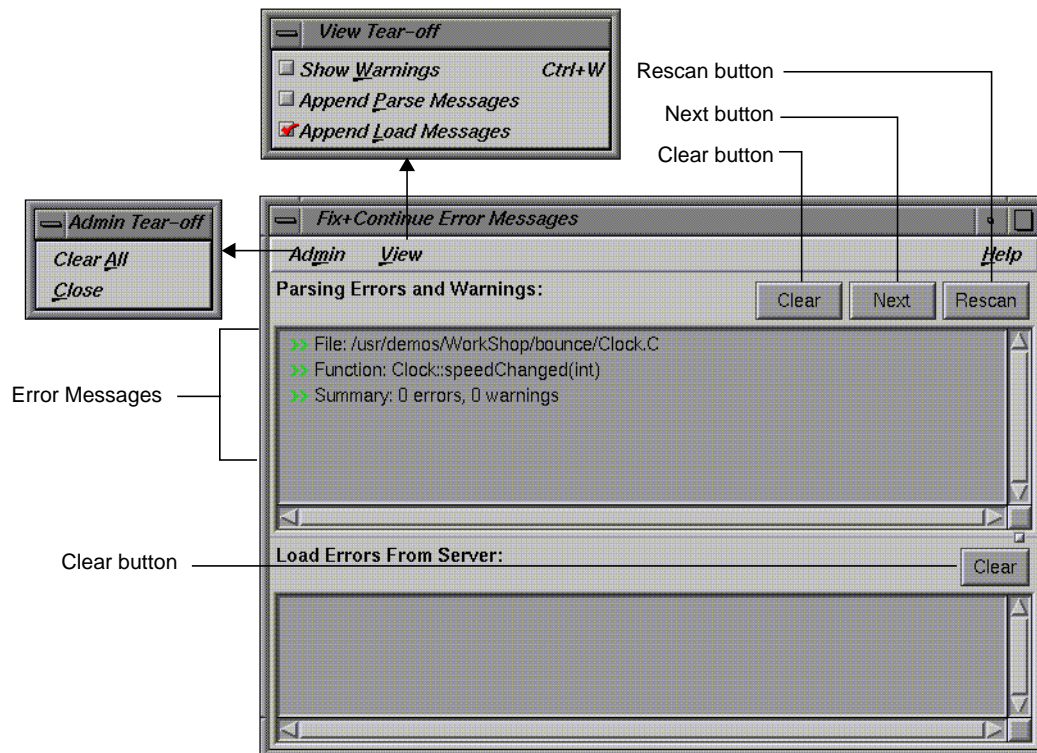 View Tear-off
Show Warnings Ctrl+W
Append Parse Messages
Append Load Messages
Rescan button
Next button
Clear button
Admin Tear-off
Clear All
Close
Fix+Continue Error Messages
Admin View Help
Parsing Errors and Warnings:
Clear Next Rescan
>> File: /usr/demos/WorkShop/bounce/Clock.C
>> Function: Clock::speedChanged(int)
>> Summary: 0 errors, 0 warnings
Error Messages
Clear button
Load Errors From Server:
Clear